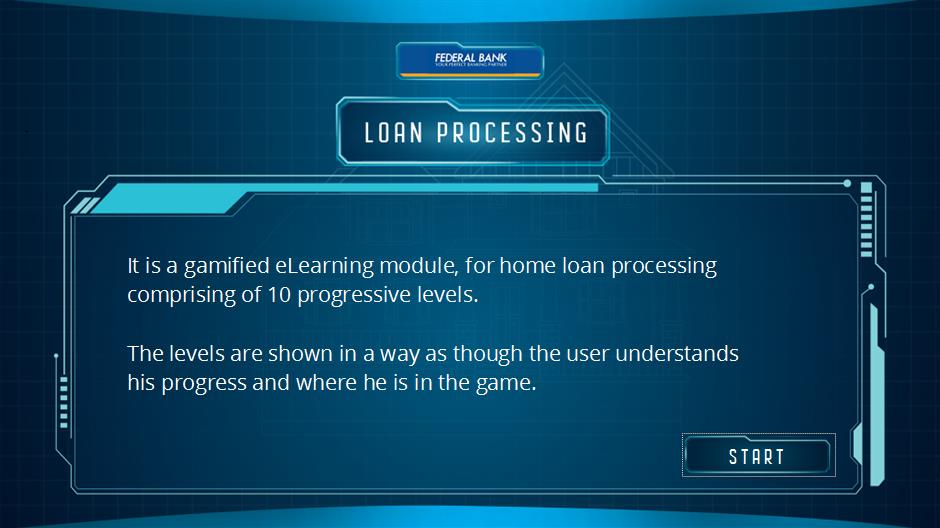 FEDERAL BANK
YOUR PERFECT BANKING PARTNER
LOAN PROCESSING
It is a gamified eLearning module, for home loan processing
comprising of 10 progressive levels.
The levels are shown in a way as though the user understands
his progress and where he is in the game.
START